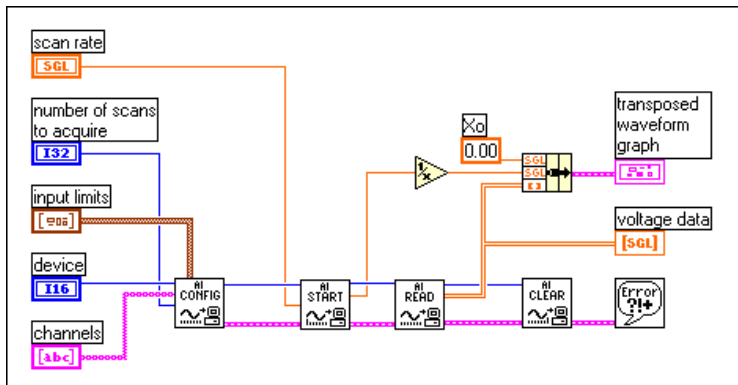 scan rate
SGL
number of scans
to acquire
I32
input limits
device
I16
channels
[abc]
AI
CONFIG
AI
START
AI
READ
AI
CLEAR
Error
?!+
1/x
Xo
0.00
SGL
SGL
transposed
waveform
graph
voltage data
[SGL]